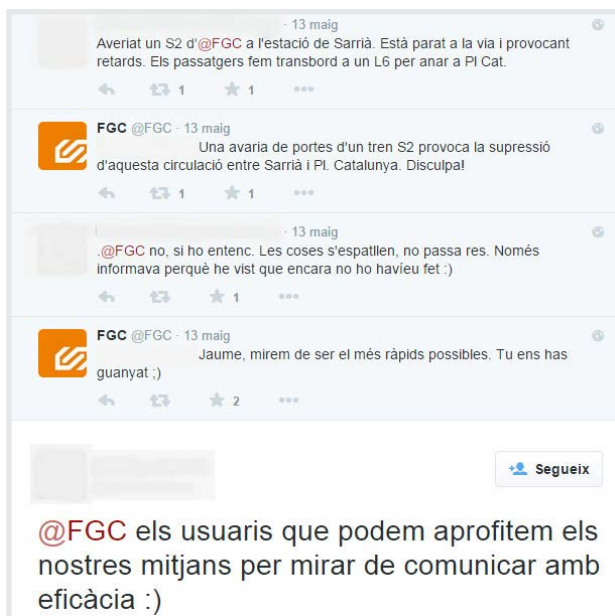 · 13 maig
Averiat un S2 d'@FGC a l'estació de Sarrià. Està parat a la via i provocant
retards. Els passatgers fem transbord a un L6 per anar a Pl Cat.
1 1
FGC @FGC · 13 maig
Una avaria de portes d'un tren S2 provoca la supressió
d'aquesta circulació entre Sarrià i Pl. Catalunya. Disculpa!
1 1
· 13 maig
.@FGC no, si ho entenc. Les coses s'espatllen, no passa res. Només
informava perquè he vist que encara no ho havíeu fet :)
1
FGC @FGC · 13 maig
Jaume, mirem de ser el més ràpids possibles. Tu ens has
guanyat ;)
2
Segueix
@FGC els usuaris que podem aprofitem els
nostres mitjans per mirar de comunicar amb
eficàcia :)